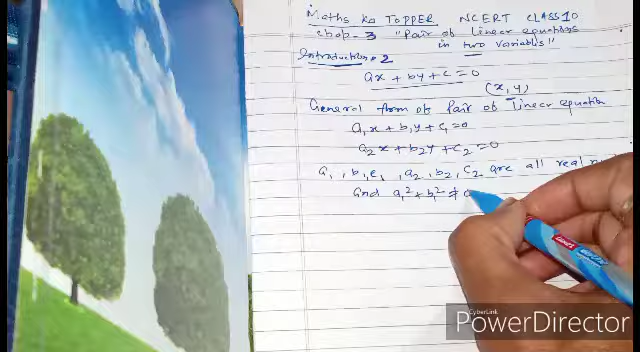 Maths ka Topper NCERT CLASS 10
chap-3 "Pair of linear equations
in two variables"
Introduction 2
ax + by + c = 0
(x, y)
General form of Pair of linear equation
a₁x + b₁y + c₁ = 0
a₂x + b₂y + c₂ = 0
a₁, b₁, c₁, a₂, b₂, c₂ are all real
and a₁² + b₁² ≠ 0
CyberLink
PowerDirector